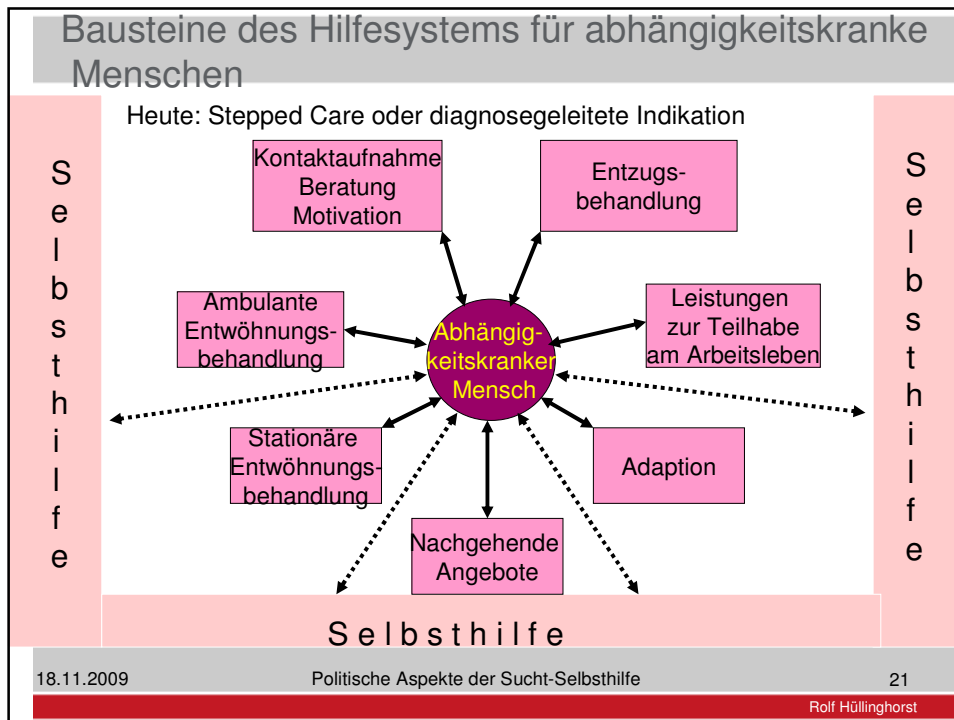 Bausteine des Hilfesystems für abhängigkeitskranke
Menschen
Heute: Stepped Care oder diagnosegeleitete Indikation
Selbsthilfe
Kontaktaufnahme
Beratung
Motivation
Entzugs-
behandlung
Selbsthilfe
Ambulante
Entwöhnungs-
behandlung
Abhängig-
keitskranker
Mensch
Leistungen
zur Teilhabe
am Arbeitsleben
Stationäre
Entwöhnungs-
behandlung
Adaption
Nachgehende
Angebote
S e l b s t h i l f e
18.11.2009 Politische Aspekte der Sucht-Selbsthilfe 21
Rolf Hüllinghorst